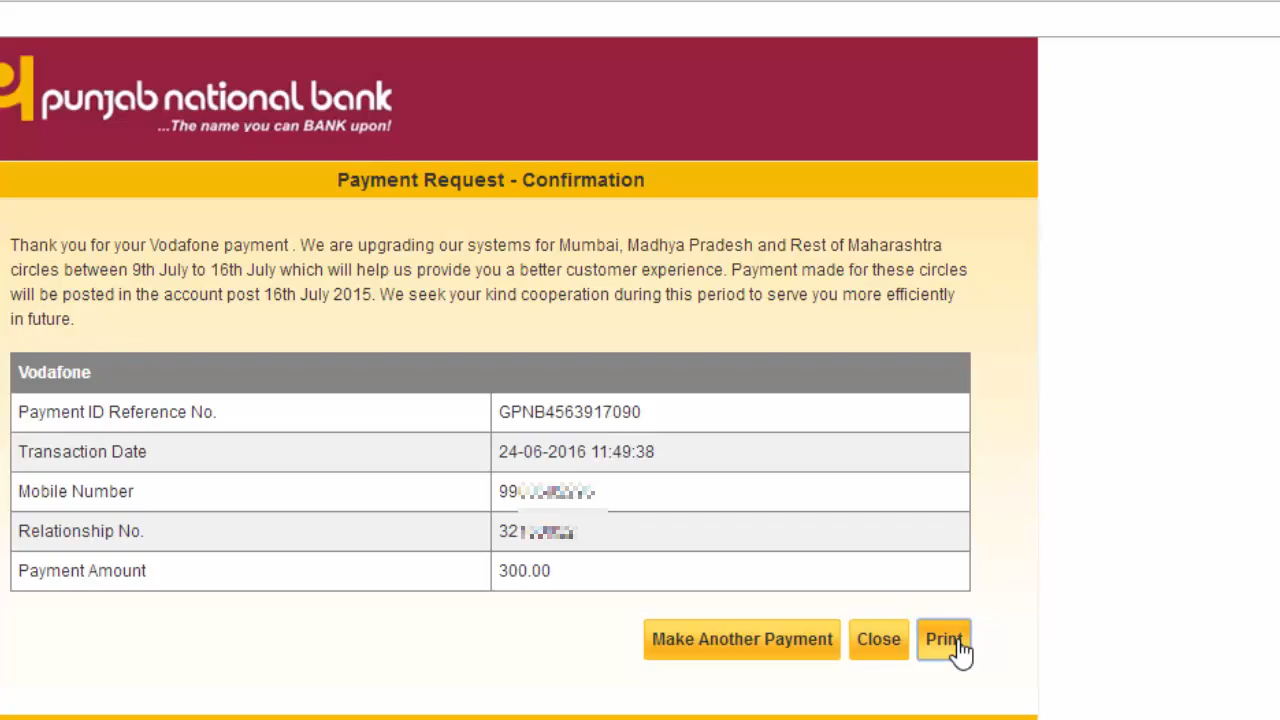 punjab national bank
...The name you can BANK upon!
Payment Request - Confirmation
Thank you for your Vodafone payment . We are upgrading our systems for Mumbai, Madhya Pradesh and Rest of Maharashtra
circles between 9th July to 16th July which will help us provide you a better customer experience. Payment made for these circles
will be posted in the account post 16th July 2015. We seek your kind cooperation during this period to serve you more efficiently
in future.
Vodafone
Payment ID Reference No. GPNB4563917090
Transaction Date 24-06-2016 11:49:38
Mobile Number 99
Relationship No. 32
Payment Amount 300.00
Make Another Payment Close Print